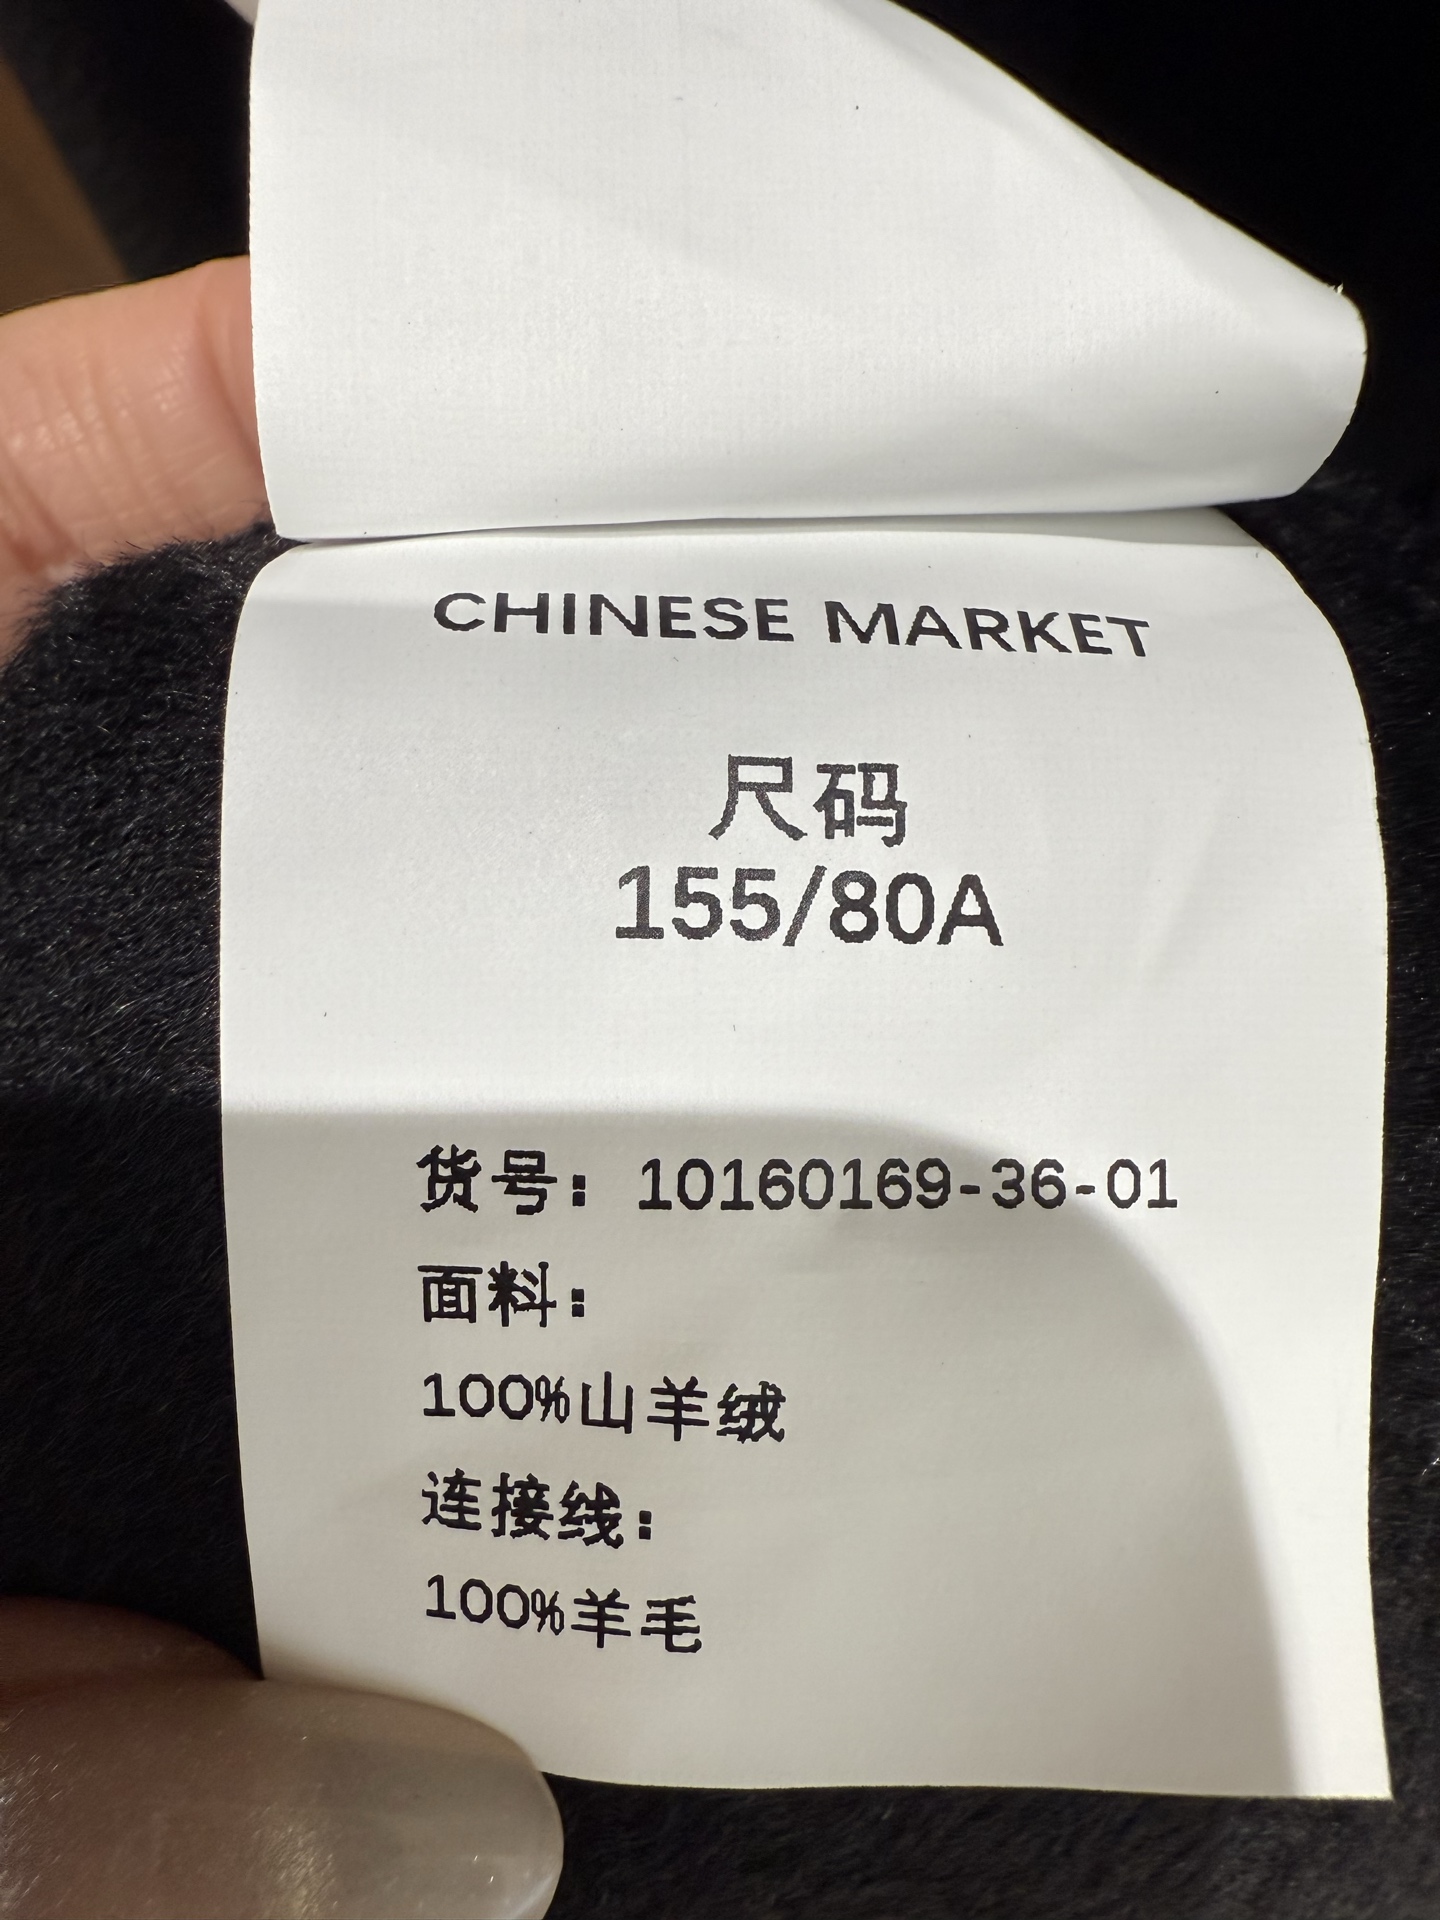 CHINESE MARKET
尺码
155/80A
货号：10160169-36-01
面料：
100%山羊绒
连接线：
100%羊毛